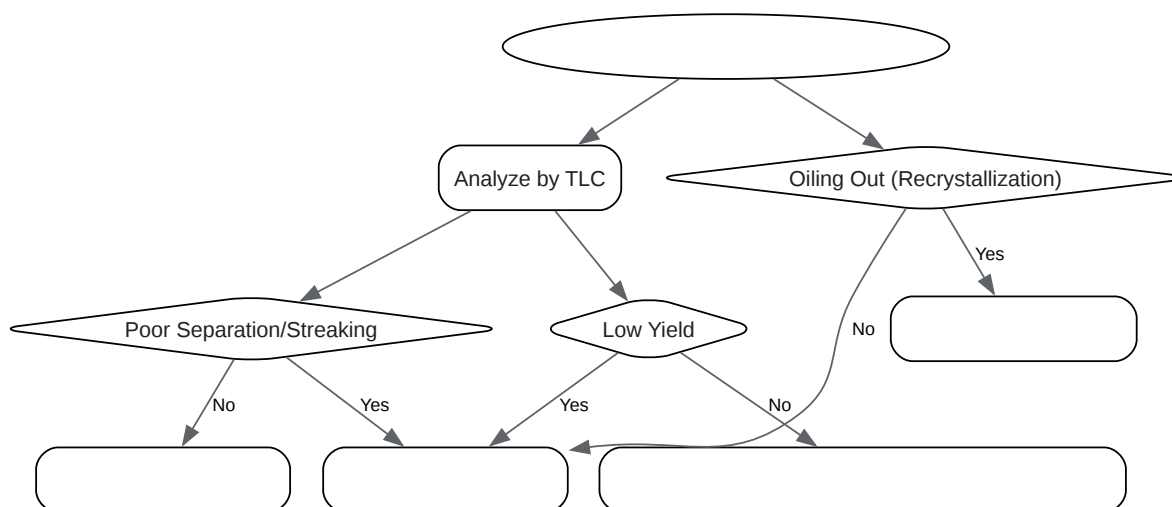 Analyze by TLC
Oiling Out (Recrystallization)
Yes
Poor Separation/Streaking
Low Yield
No
No
Yes
Yes
No